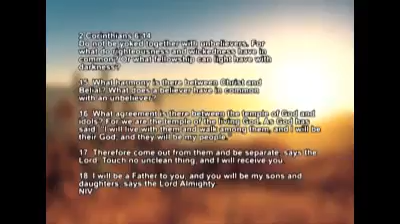 2 Corinthians 6:14
Do not be yoked together with unbelievers. For
what do righteousness and wickedness have in
common? Or what fellowship can light have with
darkness?
15. What harmony is there between Christ and
Belial? What does a believer have in common
with an unbeliever?
16. What agreement is there between the temple of God and
idols? For we are the temple of the living God. As God has
said: "I will live with them and walk among them, and I will be
their God, and they will be my people."
17. Therefore come out from them and be separate, says the
Lord. Touch no unclean thing, and I will receive you.
18. I will be a Father to you, and you will be my sons and
daughters, says the Lord Almighty.
NIV